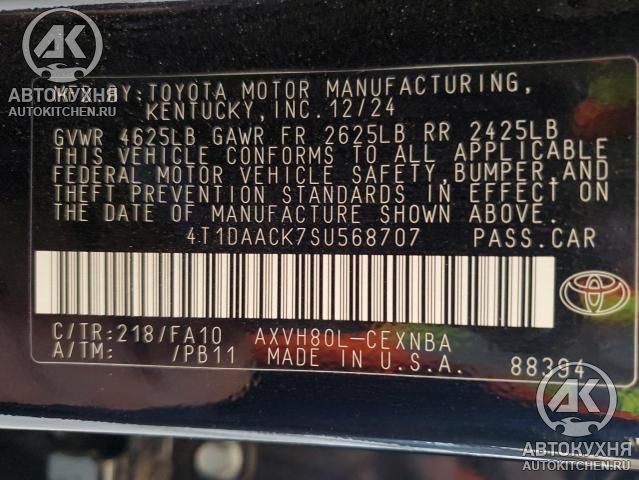 AK
АВТОКУХНЯ
AUTOKITCHEN.RU
MFD.BY:TOYOTA MOTOR MANUFACTURING,
KENTUCKY, INC.12/24
GVWR 4625LB GAWR FR 2625LB RR 2425LB
THIS VEHICLE CONFORMS TO ALL APPLICABLE
FEDERAL MOTOR VEHICLE SAFETY,BUMPER,AND
THEFT PREVENTION STANDARDS IN EFFECT ON
THE DATE OF MANUFACTURE SHOWN ABOVE.
4T1DAACK7SU568707 PASS.CAR
C/TR:218/FA10 AXVH80L-CEXNBA
A/TM: /PB11 MADE IN U.S.A. 88394
AK
АВТОКУХНЯ
AUTOKITCHEN.RU